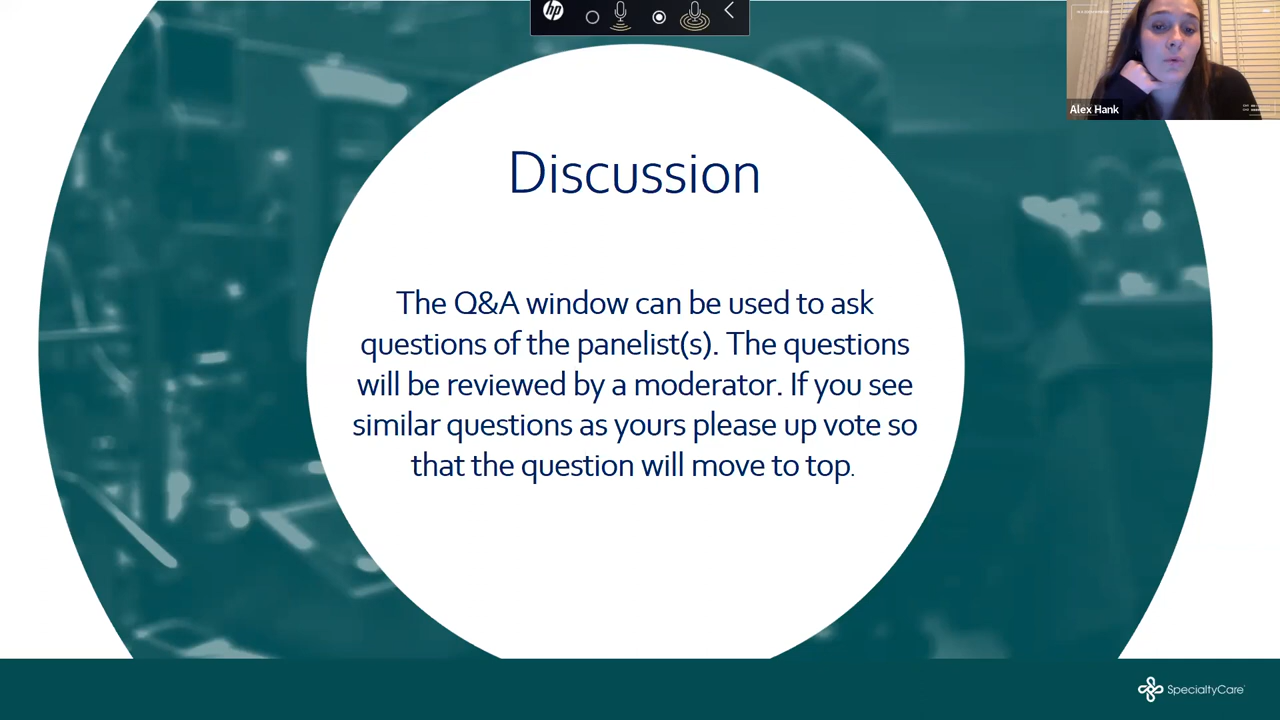 hp
Alex Hank
Discussion
The Q&A window can be used to ask
questions of the panelist(s). The questions
will be reviewed by a moderator. If you see
similar questions as yours please up vote so
that the question will move to top.
SpecialtyCare